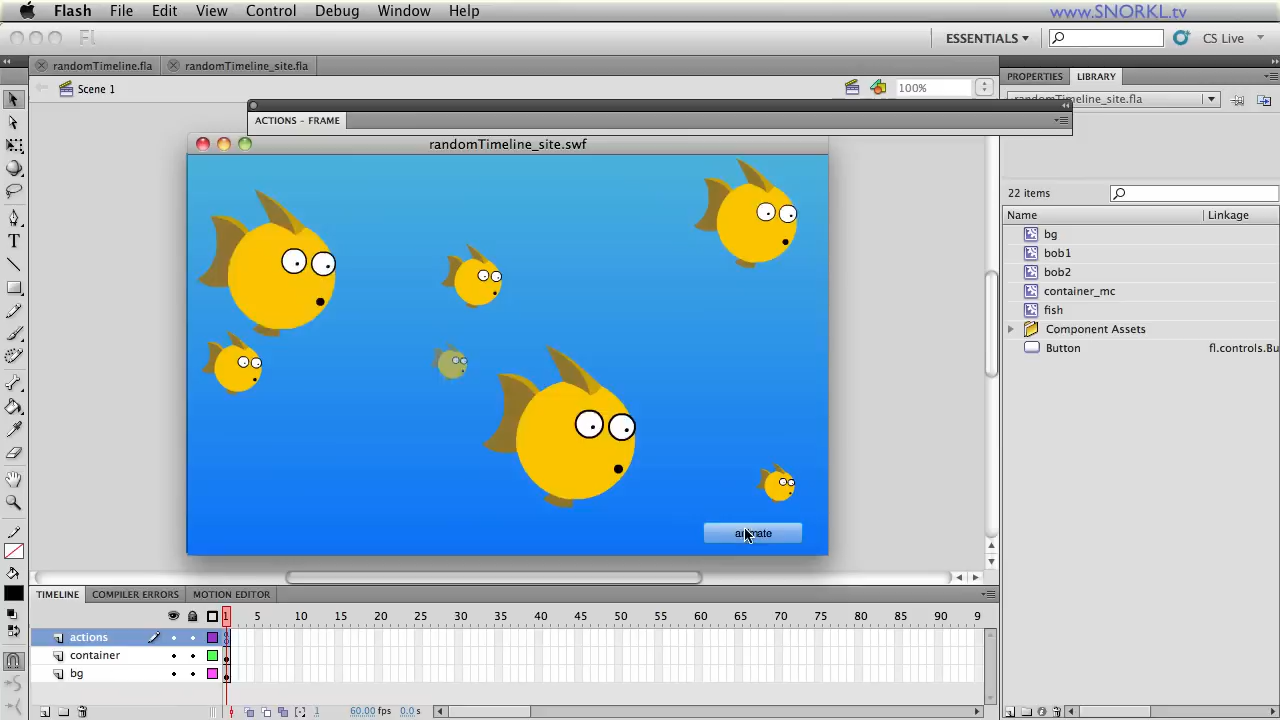 www.SNORKL.tv
Flash File Edit View Control Debug Window Help
Fl ESSENTIALS CS Live
randomTimeline.fla randomTimeline_site.fla
PROPERTIES LIBRARY
Scene 1 100%
randomTimeline_site.fla
ACTIONS - FRAME
randomTimeline_site.swf
22 items
Name Linkage
bg
bob1
bob2
container_mc
fish
Component Assets
Button fl.controls.Bu
animate
TIMELINE COMPILER ERRORS MOTION EDITOR
1 5 10 15 20 25 30 35 40 45 50 55 60 65 70 75 80 85 90 9
actions
container
bg
1 60.00 fps 0.0 s